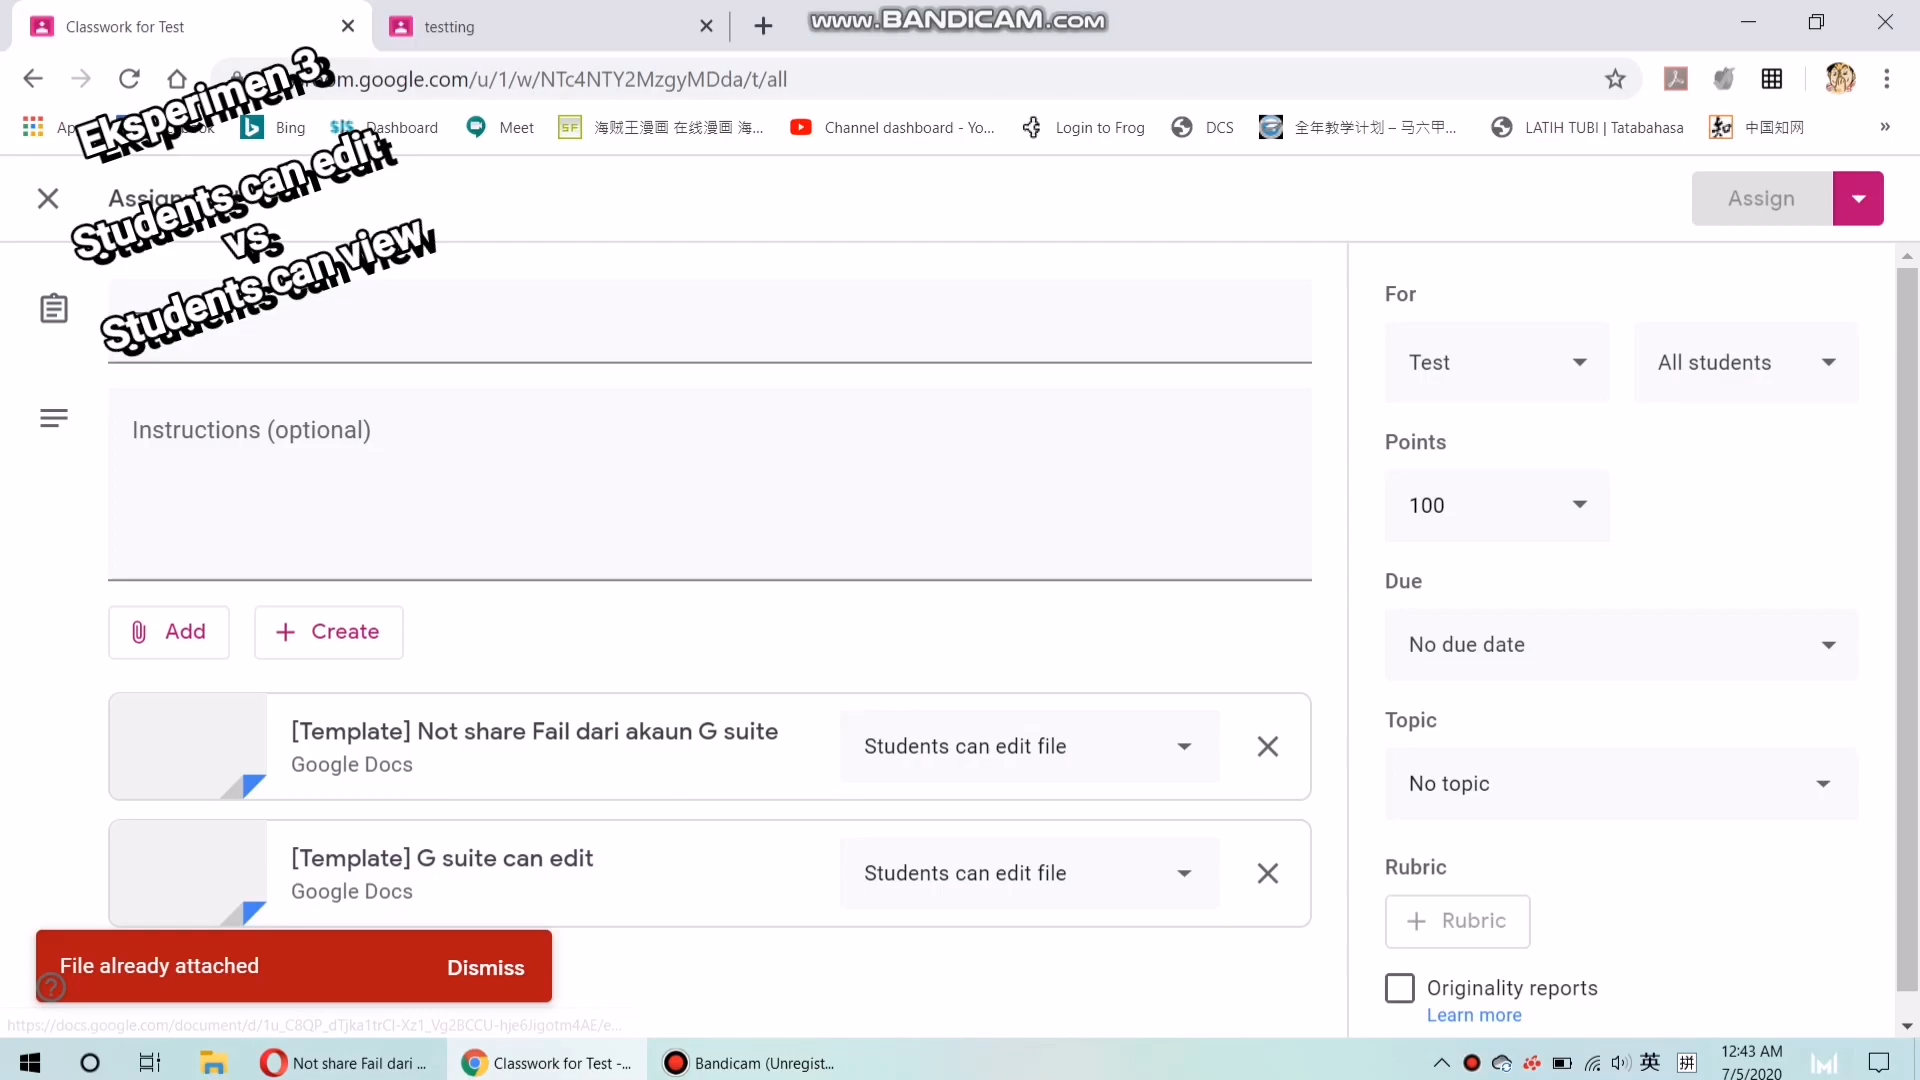 Classwork for Test
testting
www.BANDICAM.com
om.google.com/u/1/w/NTc4NTY2MzgyMDda/t/all
Bing
SJS Dashboard
Meet
SF 海贼王漫画 在线漫画 海...
Channel dashboard - Yo...
Login to Frog
DCS
全年教学计划 – 马六甲...
LATIH TUBI | Tatabahasa
知 中国知网
»
Eksperimen 3
Students can edit
vs
Students can view
Assign
For
Test
All students
Instructions (optional)
Points
100
Due
No due date
Add
Create
[Template] Not share Fail dari akaun G suite
Google Docs
Students can edit file
Topic
No topic
[Template] G suite can edit
Google Docs
Students can edit file
Rubric
Rubric
File already attached
Dismiss
Originality reports
Learn more
Not share Fail dari ...
Classwork for Test -...
Bandicam (Unregist...
英
拼
12:43 AM
7/5/2020